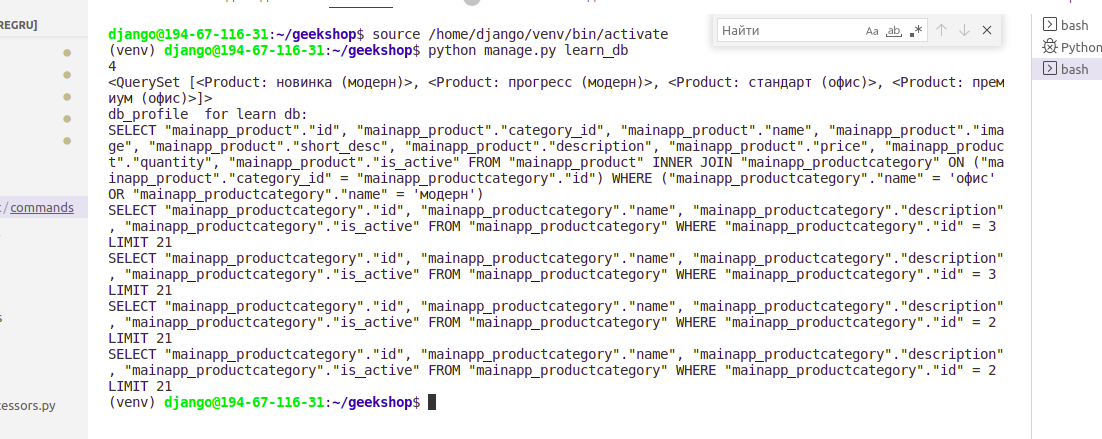 REGRU]
Найти
Aa
ab
bash
Python
bash
django@194-67-116-31:~/geekshop$ source /home/django/venv/bin/activate
(venv) django@194-67-116-31:~/geekshop$ python manage.py learn_db
4
<QuerySet [<Product: новинка (модерн)>, <Product: прогресс (модерн)>, <Product: стандарт (офис)>, <Product: прем
иум (офис)>]>
db_profile  for learn db:
SELECT "mainapp_product"."id", "mainapp_product"."category_id", "mainapp_product"."name", "mainapp_product"."ima
ge", "mainapp_product"."short_desc", "mainapp_product"."description", "mainapp_product"."price", "mainapp_produc
t"."quantity", "mainapp_product"."is_active" FROM "mainapp_product" INNER JOIN "mainapp_productcategory" ON ("ma
inapp_product"."category_id" = "mainapp_productcategory"."id") WHERE ("mainapp_productcategory"."name" = 'офис'
OR "mainapp_productcategory"."name" = 'модерн')
SELECT "mainapp_productcategory"."id", "mainapp_productcategory"."name", "mainapp_productcategory"."description"
, "mainapp_productcategory"."is_active" FROM "mainapp_productcategory" WHERE "mainapp_productcategory"."id" = 3
LIMIT 21
SELECT "mainapp_productcategory"."id", "mainapp_productcategory"."name", "mainapp_productcategory"."description"
, "mainapp_productcategory"."is_active" FROM "mainapp_productcategory" WHERE "mainapp_productcategory"."id" = 3
LIMIT 21
SELECT "mainapp_productcategory"."id", "mainapp_productcategory"."name", "mainapp_productcategory"."description"
, "mainapp_productcategory"."is_active" FROM "mainapp_productcategory" WHERE "mainapp_productcategory"."id" = 2
LIMIT 21
SELECT "mainapp_productcategory"."id", "mainapp_productcategory"."name", "mainapp_productcategory"."description"
, "mainapp_productcategory"."is_active" FROM "mainapp_productcategory" WHERE "mainapp_productcategory"."id" = 2
LIMIT 21
(venv) django@194-67-116-31:~/geekshop$
/ commands
essors.py